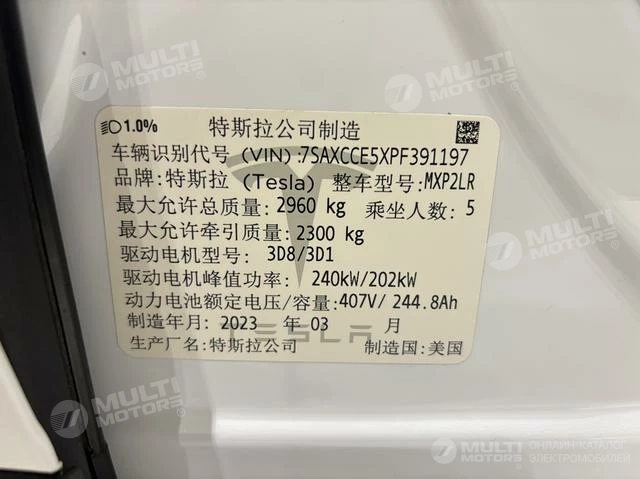 MULTI MOTORS®
MULTI MOTORS®
1.0% 特斯拉公司制造
车辆识别代号 (VIN):7SAXCCE5XPF391197
品牌:特斯拉 (Tesla) 整车型号:MXP2LR
最大允许总质量: 2960 kg 乘坐人数: 5
最大允许牵引质量: 2300 kg
驱动电机型号: 3D8/3D1
驱动电机峰值功率: 240kW/202kW
动力电池额定电压/容量:407V/ 244.8Ah
制造年月: 2023 年 03 月
TESLA
生产厂名: 特斯拉公司 制造国: 美国
MULTI MOTORS®
MULTI MOTORS
ОНЛАЙН-КАТАЛОГ
ЭЛЕКТРОМОБИЛЕЙ